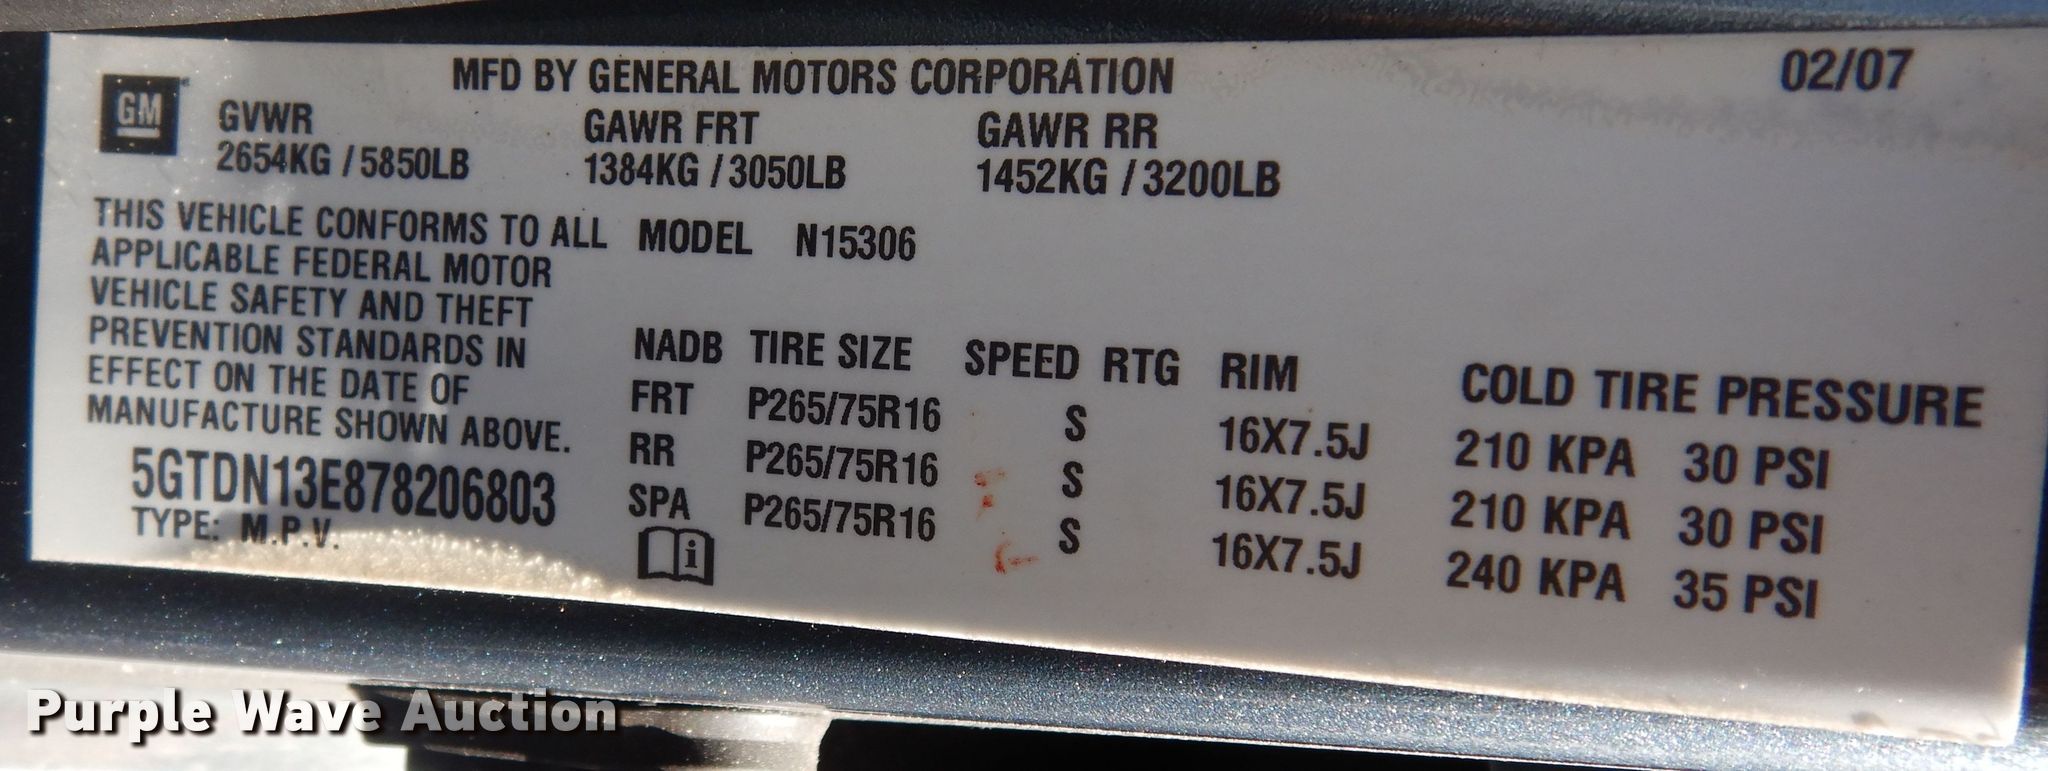 MFD BY GENERAL MOTORS CORPORATION 02/07
GM
GVWR GAWR FRT GAWR RR
2654KG / 5850LB 1384KG / 3050LB 1452KG / 3200LB
THIS VEHICLE CONFORMS TO ALL
APPLICABLE FEDERAL MOTOR
VEHICLE SAFETY AND THEFT
PREVENTION STANDARDS IN
EFFECT ON THE DATE OF
MANUFACTURE SHOWN ABOVE.
5GTDN13E878206803
TYPE: M.P.V.
MODEL N15306
NADB TIRE SIZE SPEED RTG RIM COLD TIRE PRESSURE
FRT P265/75R16 S 16X7.5J 210 KPA 30 PSI
RR P265/75R16 S 16X7.5J 210 KPA 30 PSI
SPA P265/75R16 S 16X7.5J 240 KPA 35 PSI
i
Purple Wave Auction